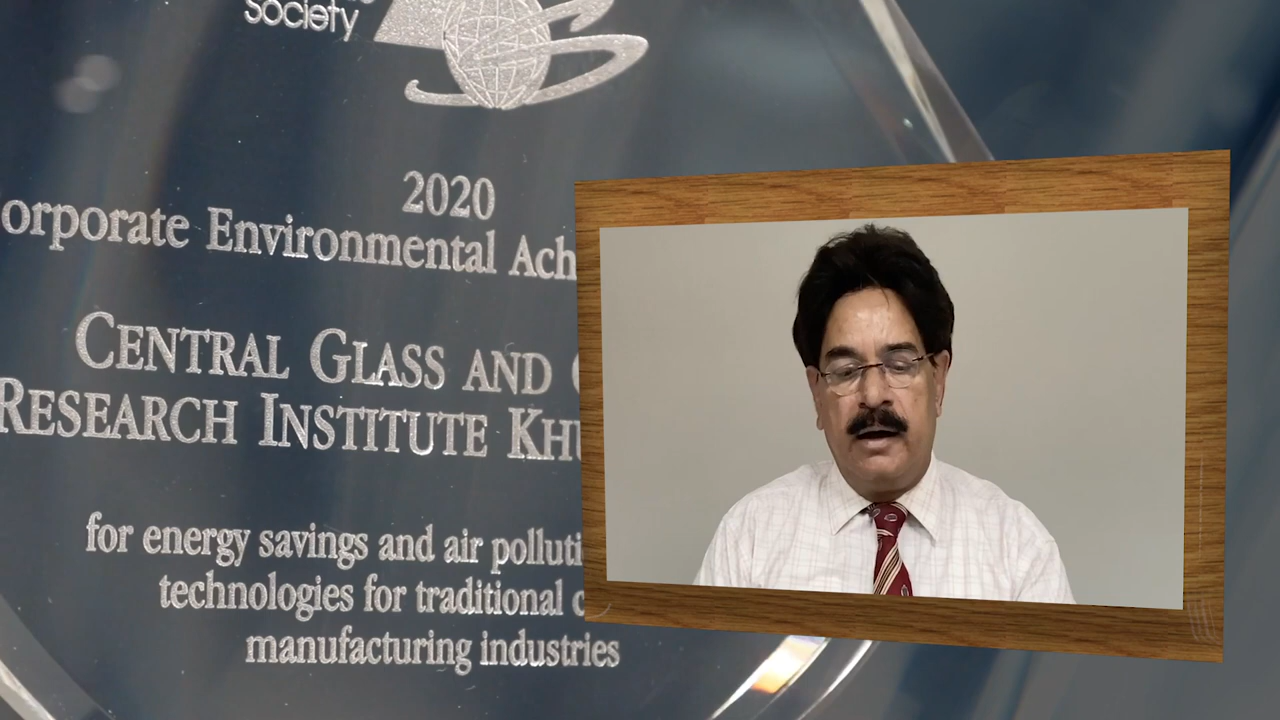 Society
2020
orporate Environmental Ach
CENTRAL GLASS AND
RESEARCH INSTITUTE KHU
for energy savings and air polluti
technologies for traditional c
manufacturing industries